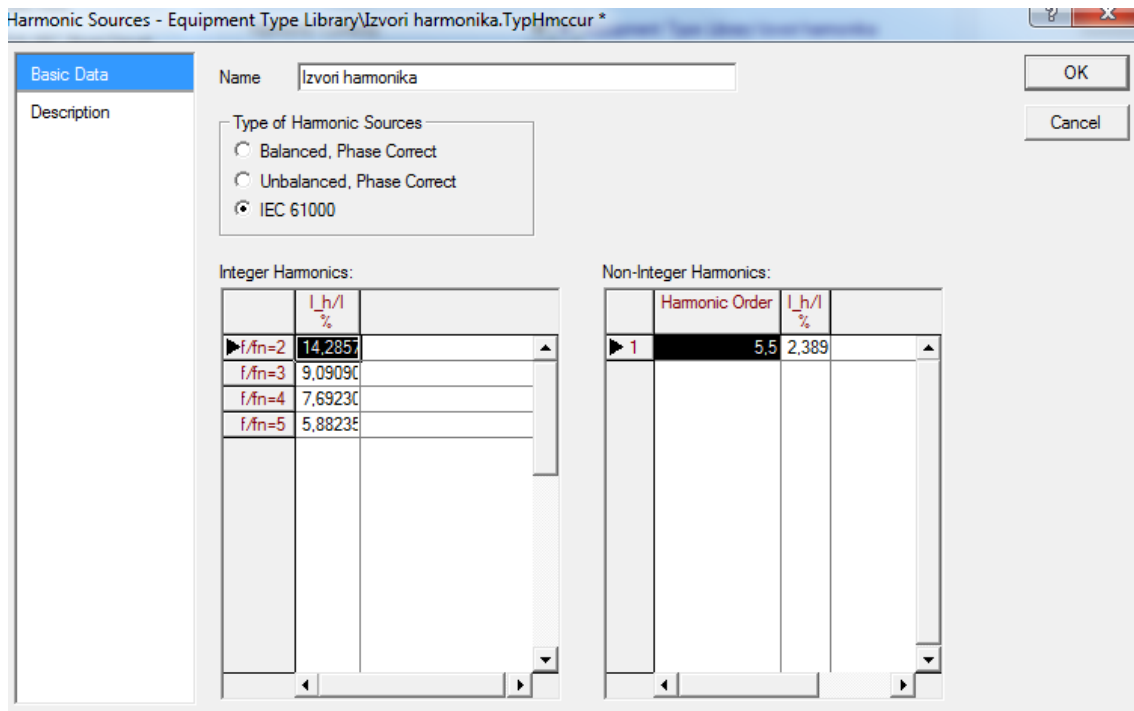 Harmonic Sources - Equipment Type Library\Izvori harmonika.TypHmccur *
? X
Basic Data
Description
Name Izvori harmonika
OK
Cancel
Type of Harmonic Sources
Balanced, Phase Correct
Unbalanced, Phase Correct
IEC 61000
Integer Harmonics:
I_h/I
%
f/fn=2 14,2857
f/fn=3 9,09090
f/fn=4 7,69230
f/fn=5 5,88235
Non-Integer Harmonics:
Harmonic Order I_h/I
%
1 5,5 2,389